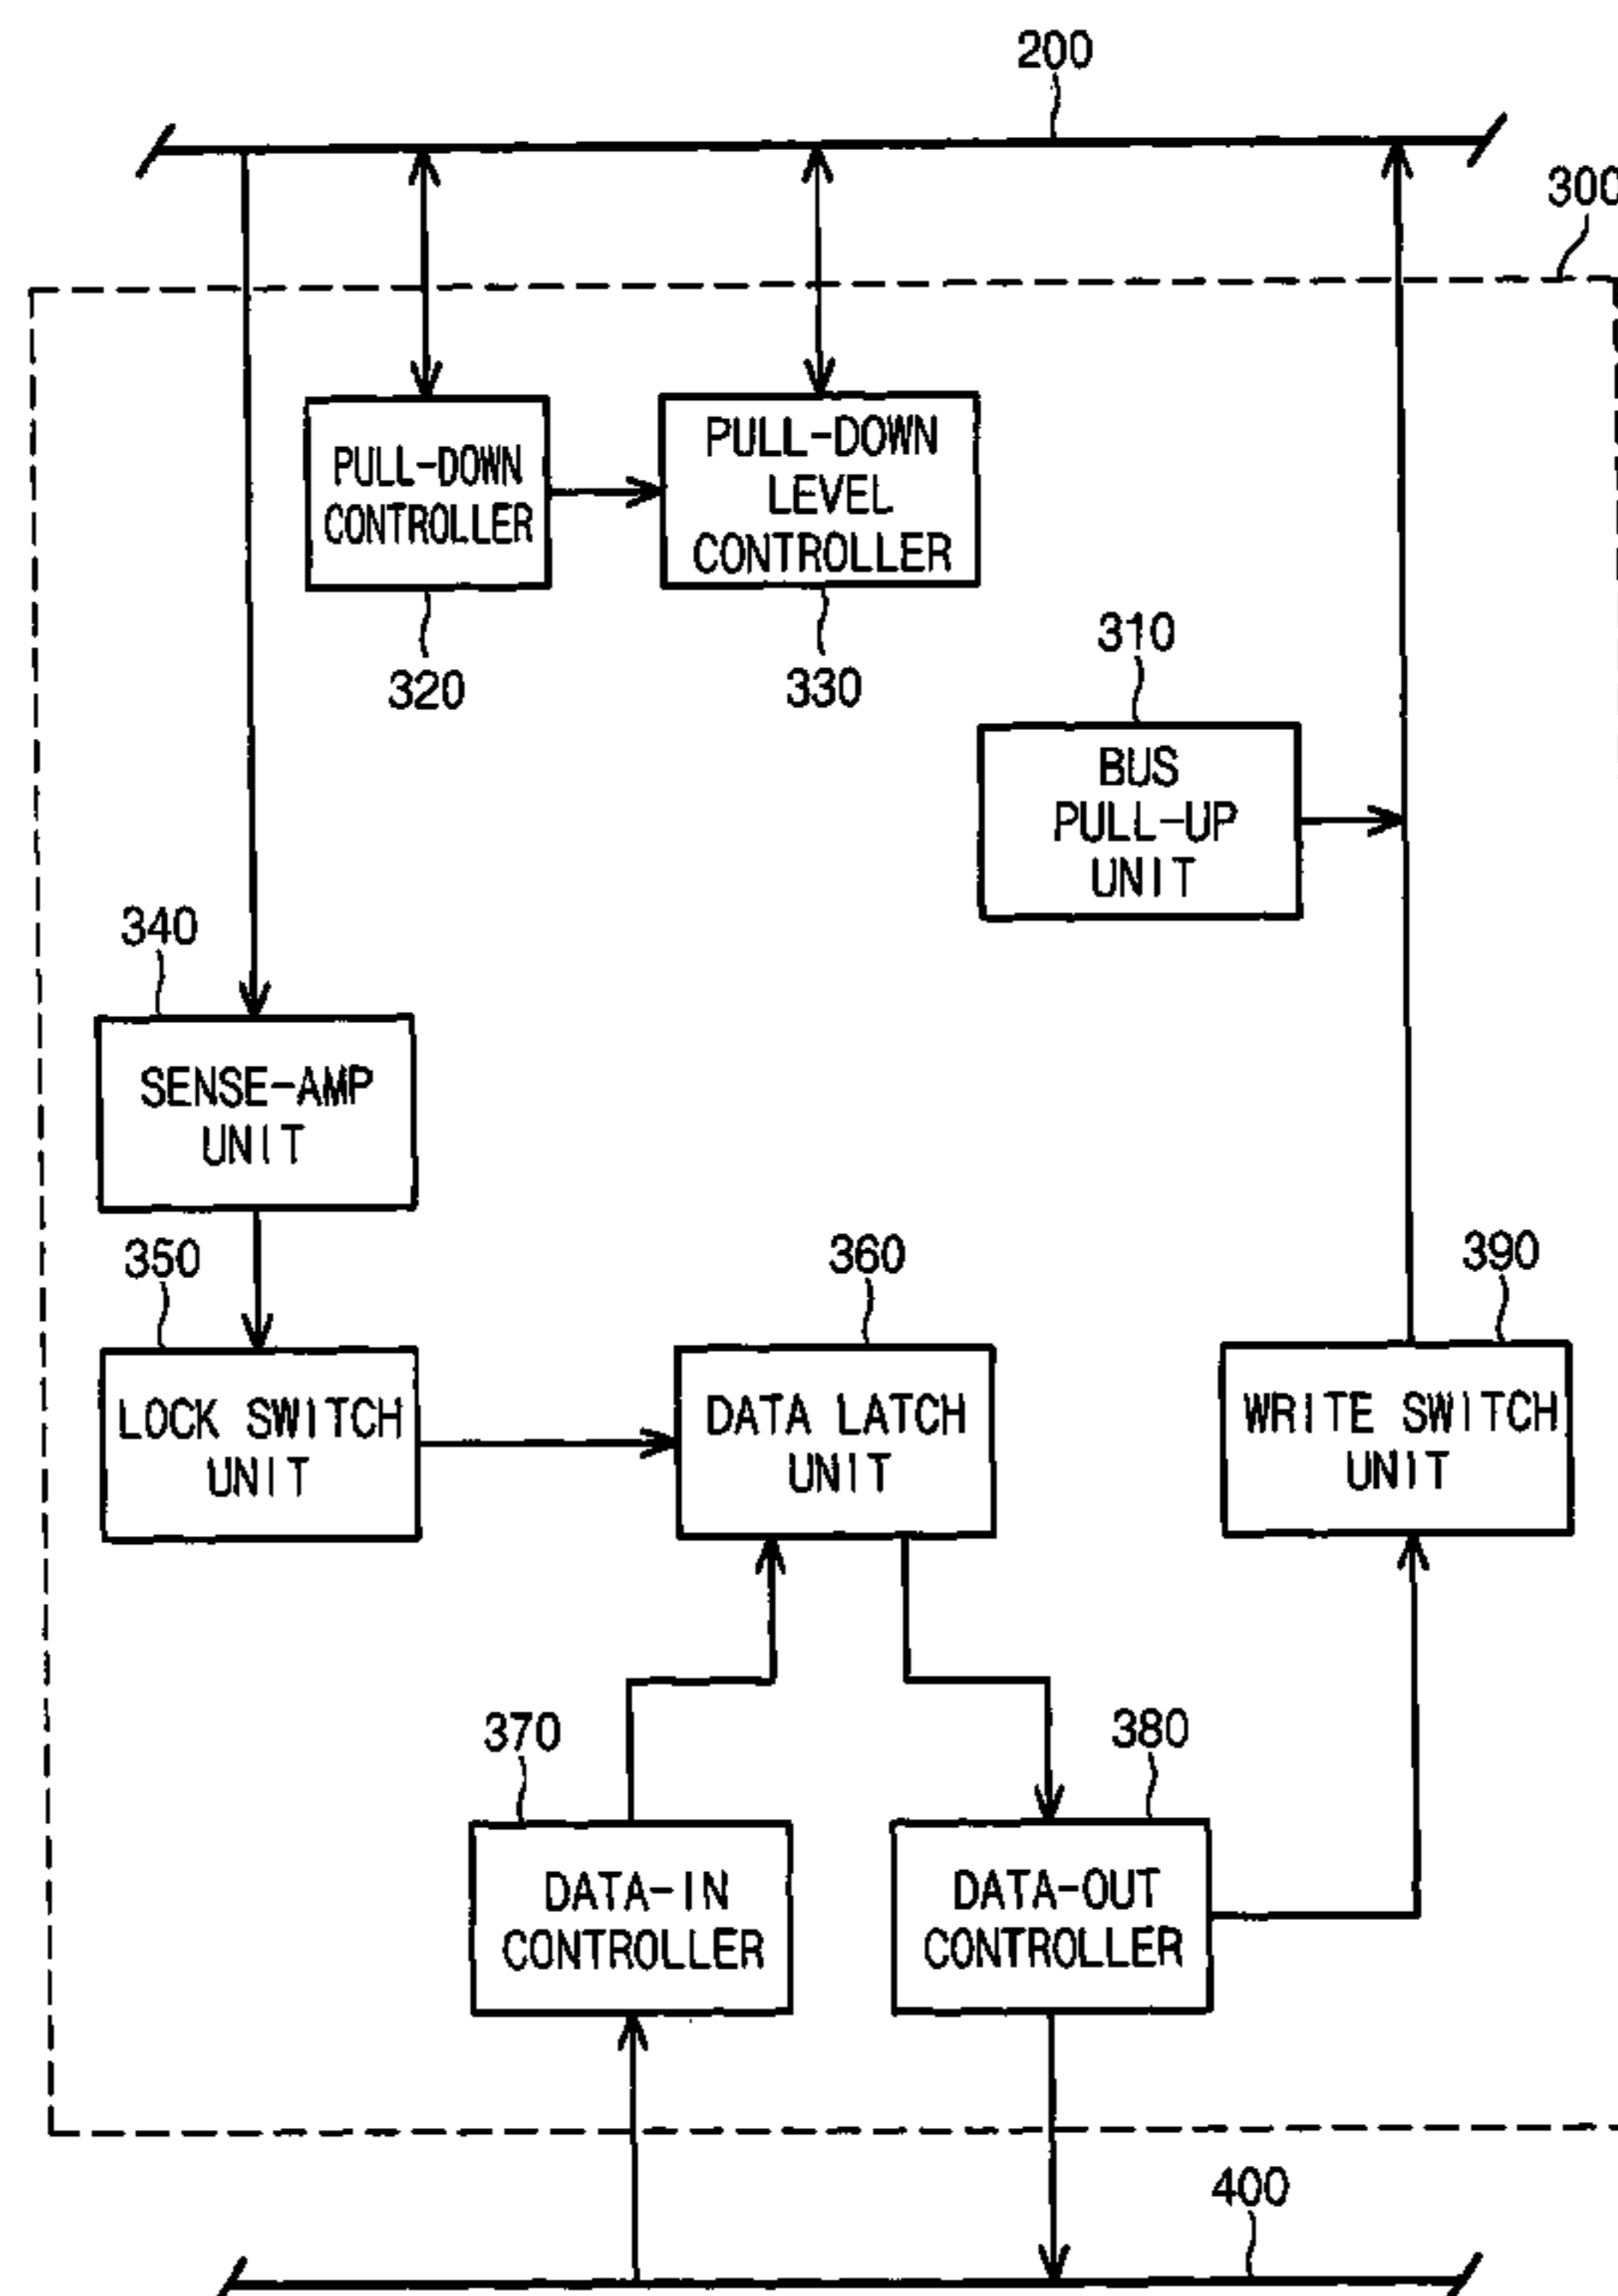 200
300
PULL-DOWN
CONTROLLER
PULL-DOWN
LEVEL
CONTROLLER
320
330
310
BUS
PULL-UP
UNIT
340
SENSE-AMP
UNIT
350
360
390
LOCK SWITCH
UNIT
DATA LATCH
UNIT
WRITE SWITCH
UNIT
370
380
DATA-IN
CONTROLLER
DATA-OUT
CONTROLLER
400